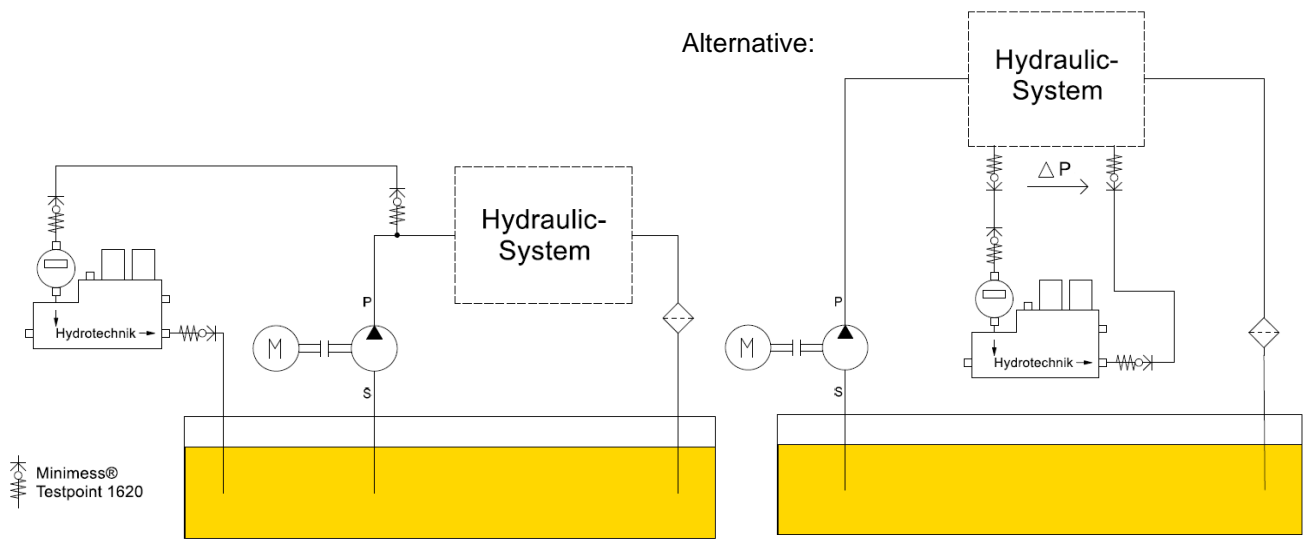 Alternative:
Hydraulic-
System
P
Hydrotechnik
M
S
Minimess®
Testpoint 1620
Hydraulic-
System
△ P
P
M
Hydrotechnik
S